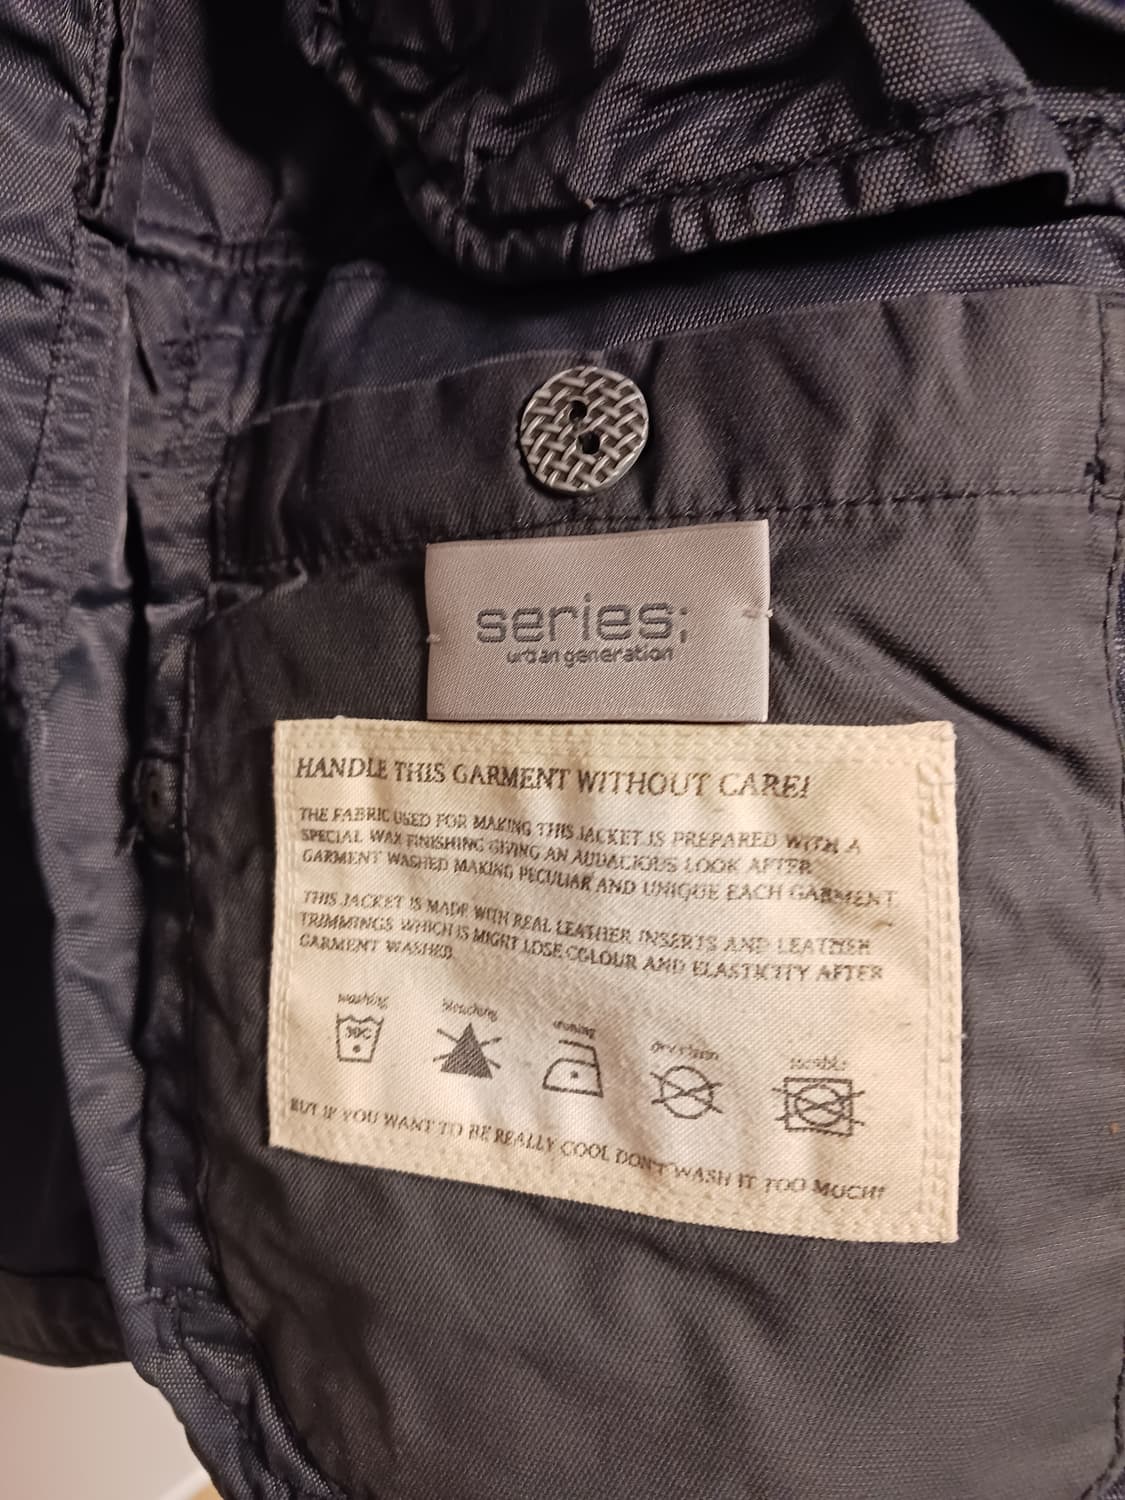 series;
urban generation
HANDLE THIS GARMENT WITHOUT CARE!
THE FABRIC USED FOR MAKING THIS JACKET IS PREPARED WITH A
SPECIAL WAX FINISHING GIVING AN AUDACIOUS LOOK AFTER
GARMENT WASHED MAKING PECULIAR AND UNIQUE EACH GARMENT
THIS JACKET IS MADE WITH REAL LEATHER INSERTS AND LEATHER
TRIMMINGS WHICH IS MIGHT LOSE COLOUR AND ELASTICITY AFTER
GARMENT WASHED
washing
bleaching
ironing
dry clean
30C
BUT IF YOU WANT TO BE REALLY COOL DON'T WASH IT TOO MUCH!